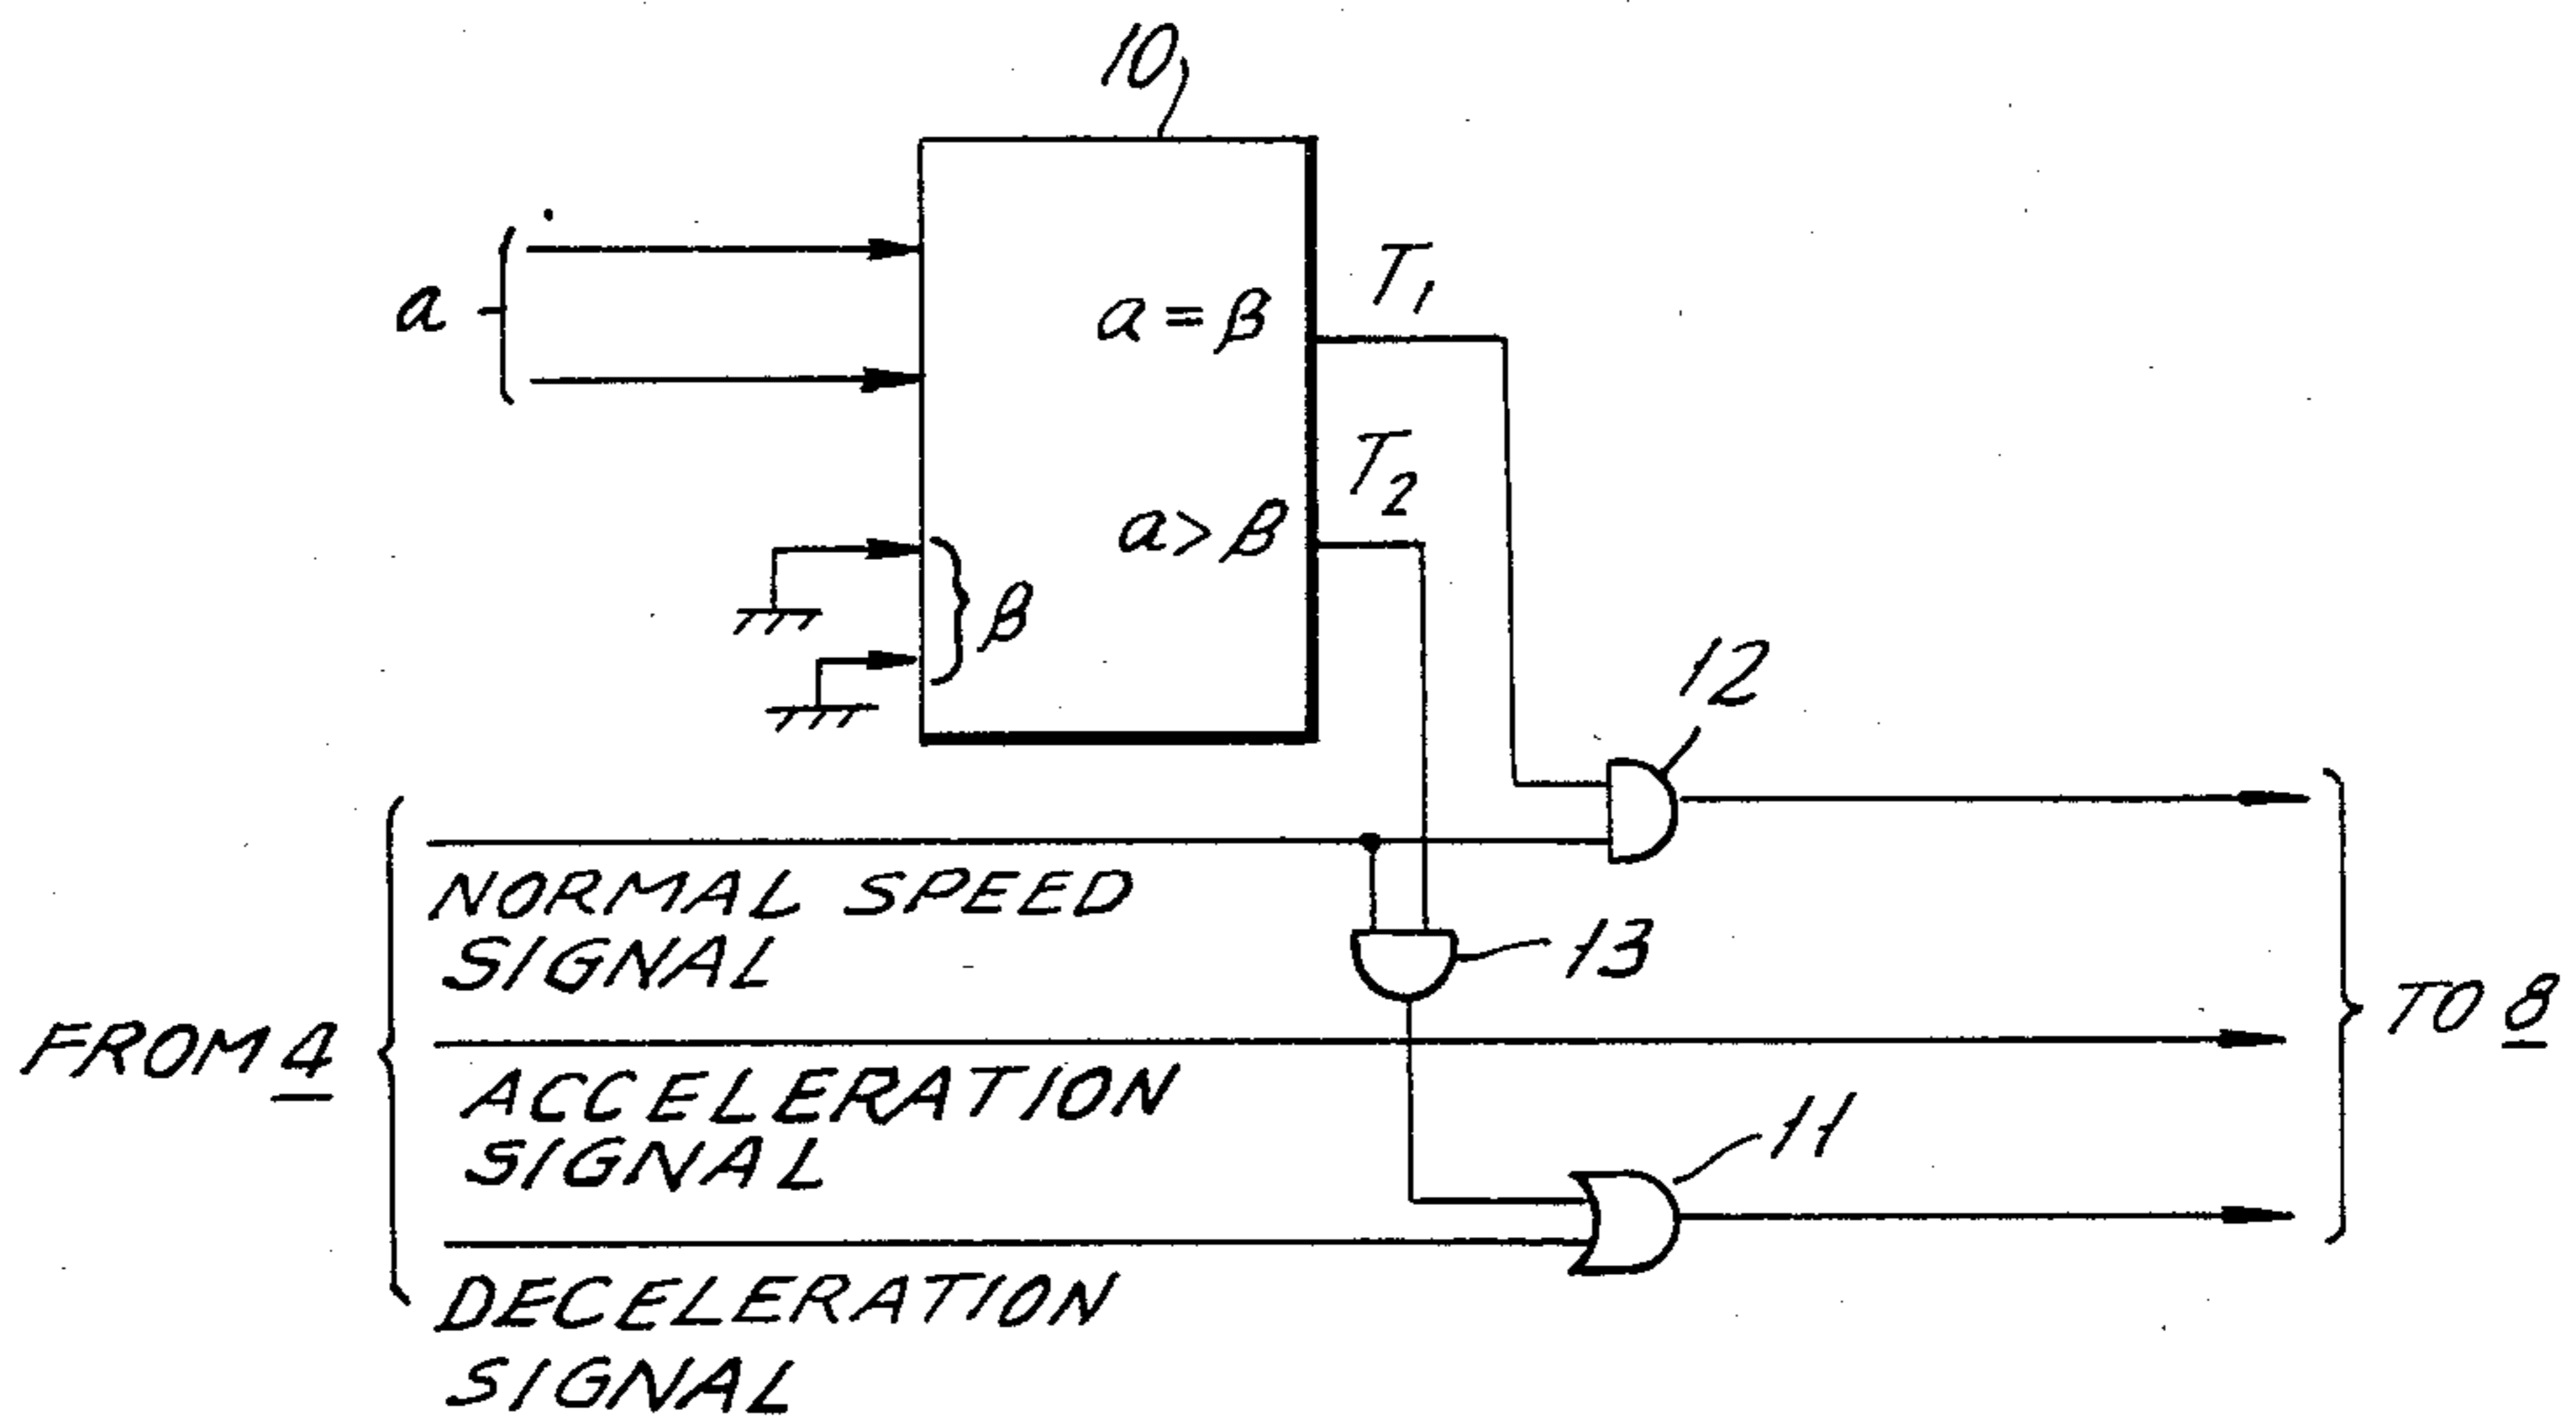 10
a
a = β
T1
a > β
T2
β
12
NORMAL SPEED
SIGNAL
13
FROM 4
TO 8
ACCELERATION
SIGNAL
11
DECELERATION
SIGNAL